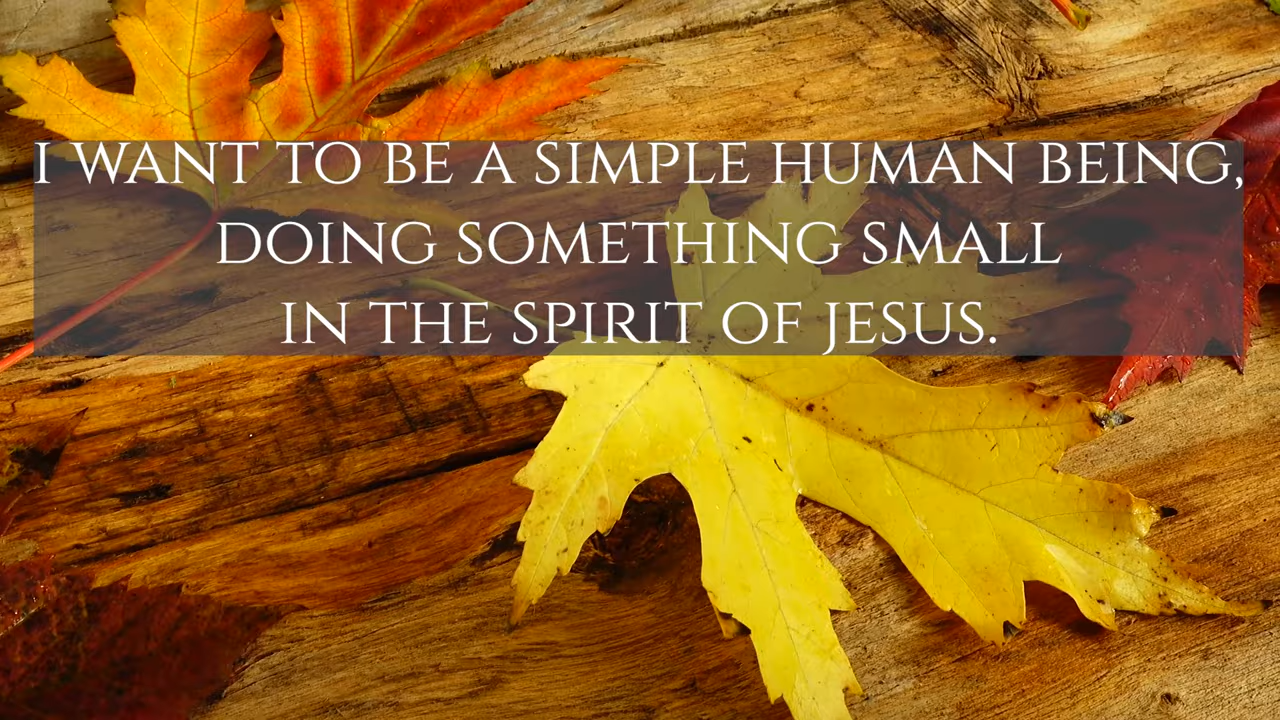 I WANT TO BE A SIMPLE HUMAN BEING,
DOING SOMETHING SMALL
IN THE SPIRIT OF JESUS.